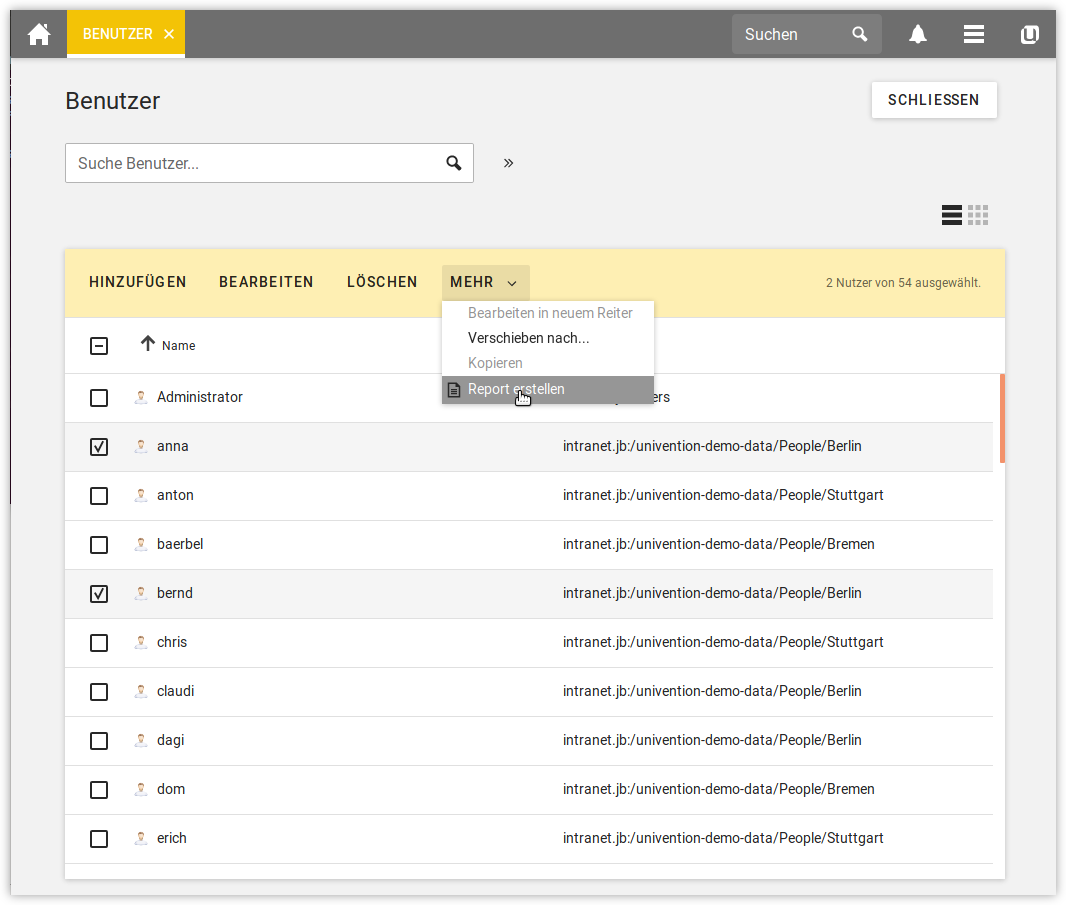 BENUTZER
Suchen
Benutzer
SCHLIESSEN
Suche Benutzer...
HINZUFÜGEN BEARBEITEN LÖSCHEN MEHR 2 Nutzer von 54 ausgewählt.
Bearbeiten in neuem Reiter
Verschieben nach...
Kopieren
Report erstellen
Name
Administrator
anna intranet.jb:/univention-demo-data/People/Berlin
anton intranet.jb:/univention-demo-data/People/Stuttgart
baerbel intranet.jb:/univention-demo-data/People/Bremen
bernd intranet.jb:/univention-demo-data/People/Berlin
chris intranet.jb:/univention-demo-data/People/Stuttgart
claudi intranet.jb:/univention-demo-data/People/Berlin
dagi intranet.jb:/univention-demo-data/People/Berlin
dom intranet.jb:/univention-demo-data/People/Bremen
erich intranet.jb:/univention-demo-data/People/Stuttgart